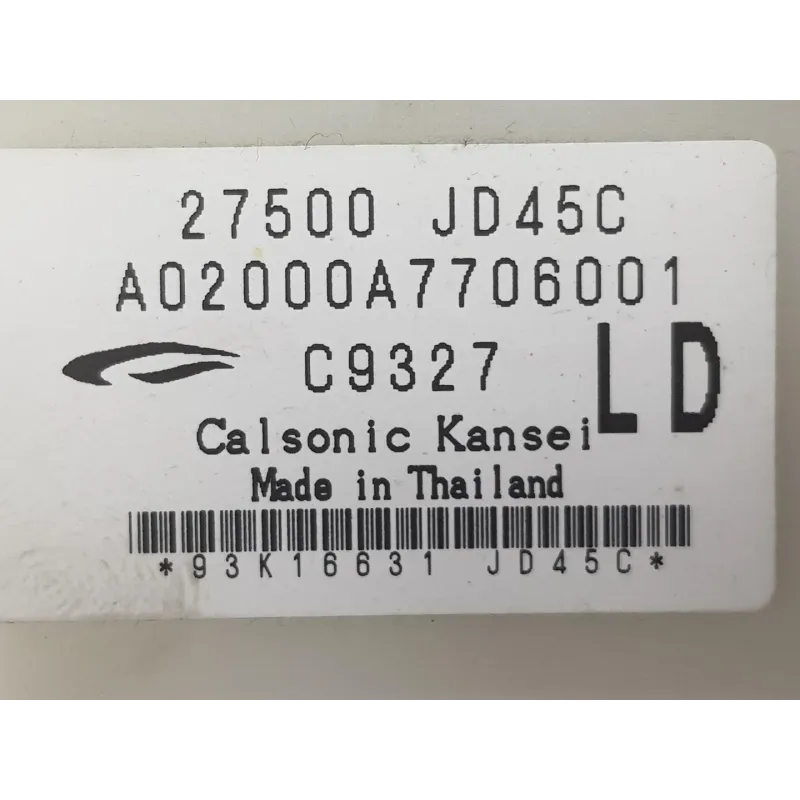 27500 JD45C
A02000A7706001
C9327 LD
Calsonic Kansei
Made in Thailand
*93K16631 JD45C*